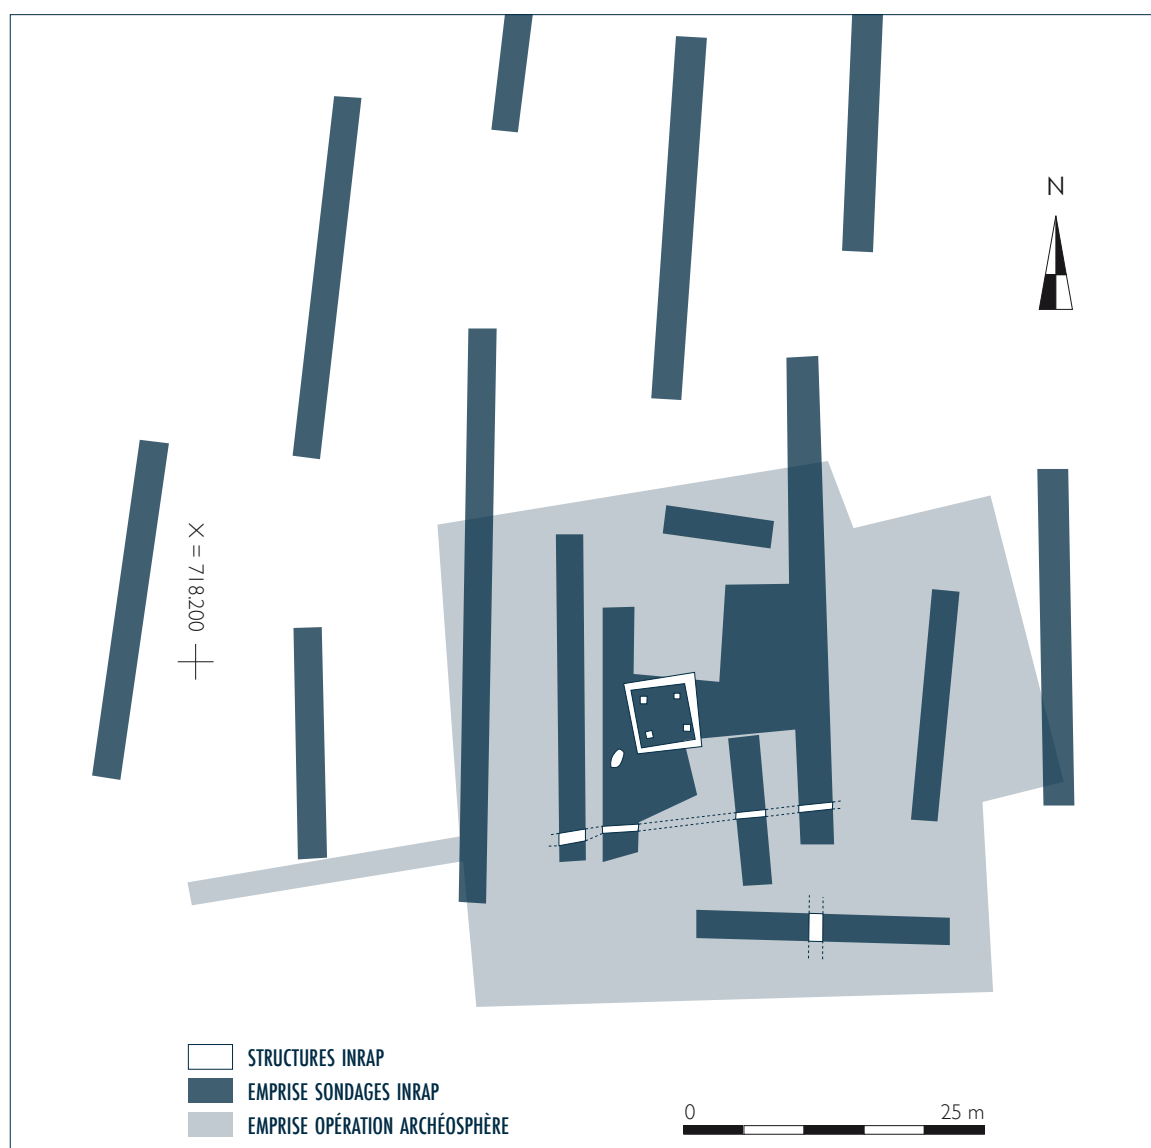 N
X = 718.200
STRUCTURES INRAP
EMPRISE SONDAGES INRAP
EMPRISE OPÉRATION ARCHÉOSPHÈRE
0 25 m